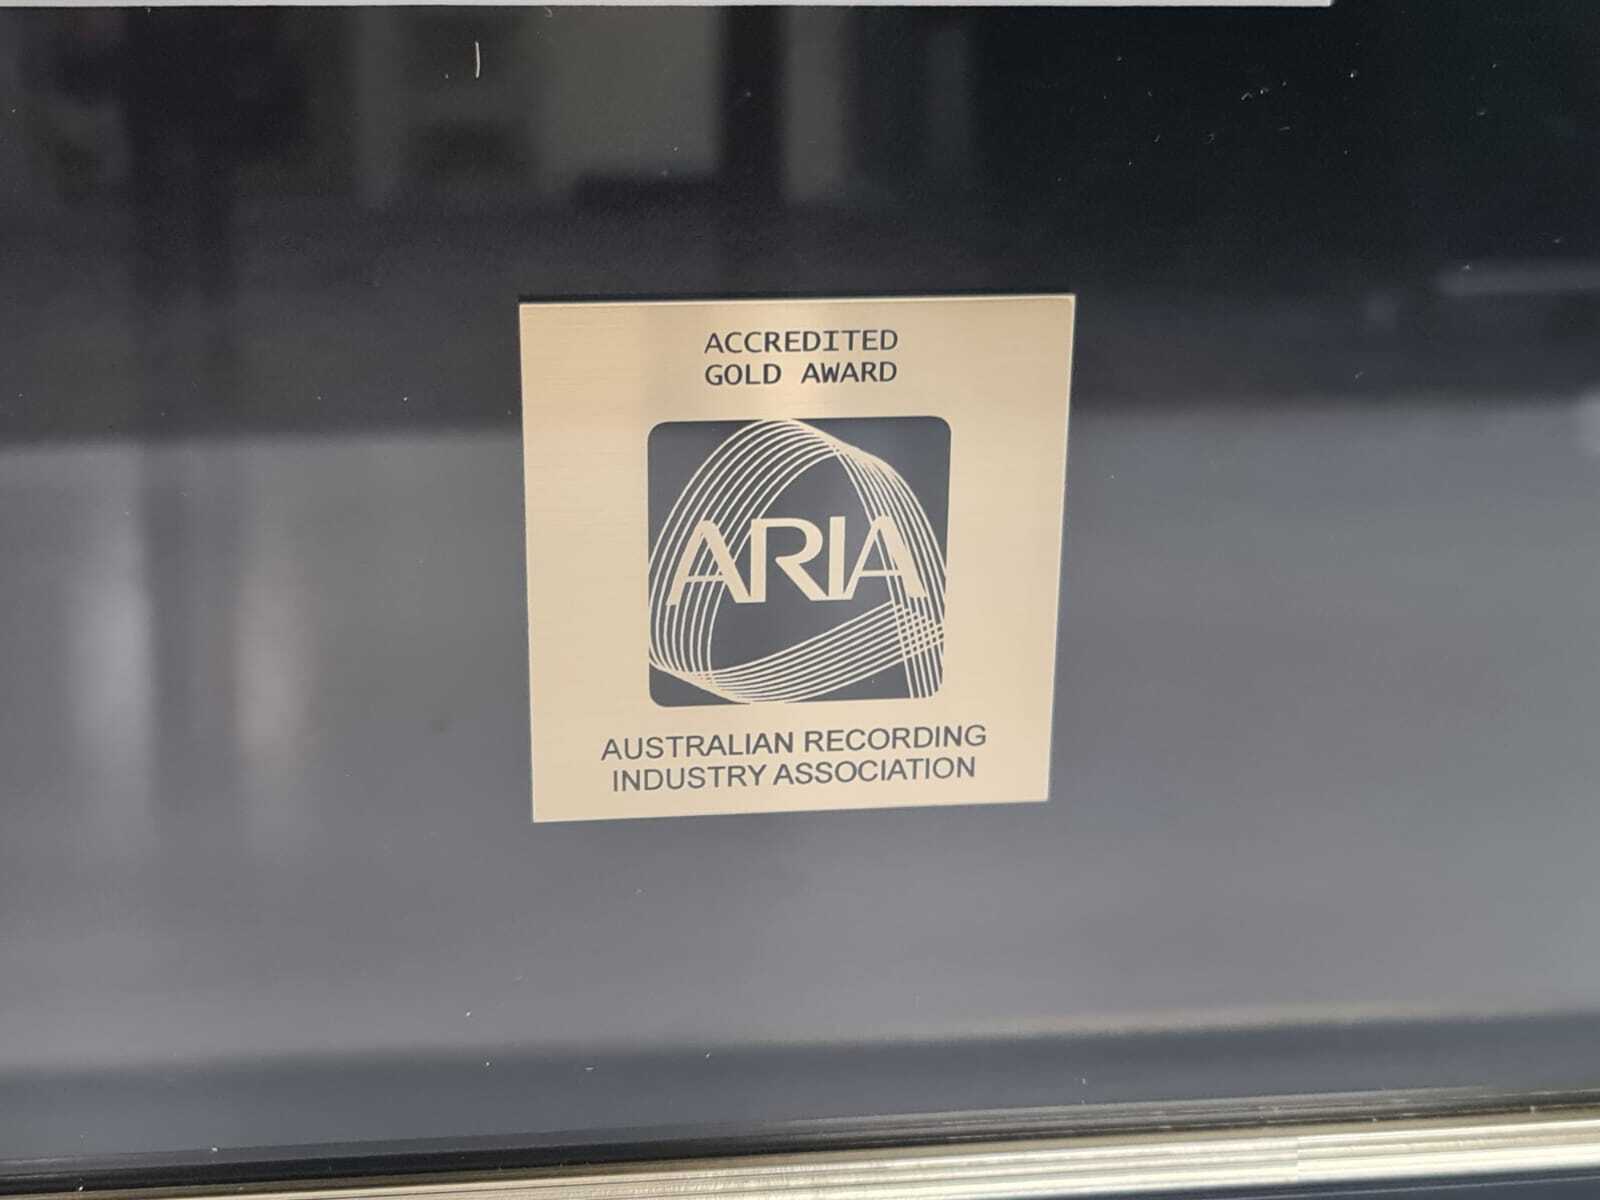 ACCREDITED
GOLD AWARD
ARIA
AUSTRALIAN RECORDING
INDUSTRY ASSOCIATION